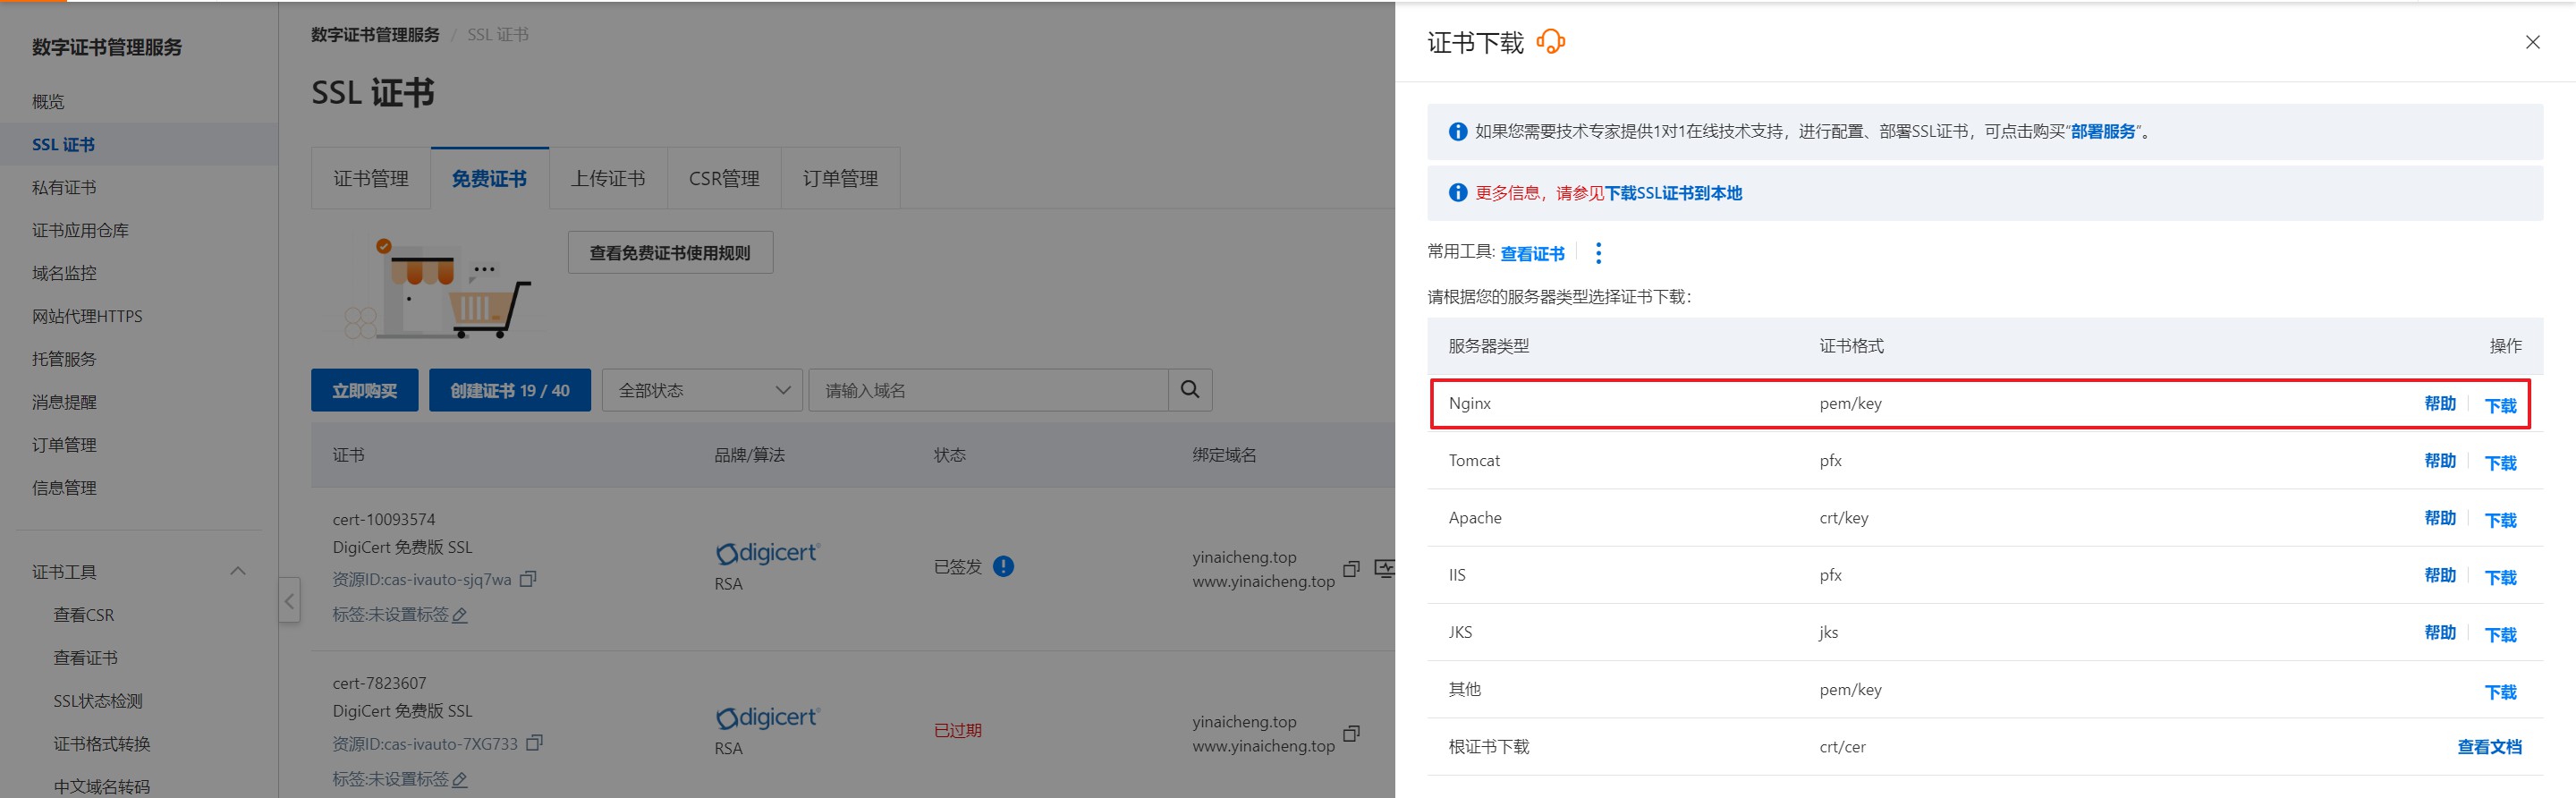 数字证书管理服务
概览
SSL 证书
私有证书
证书应用仓库
域名监控
网站代理HTTPS
托管服务
消息提醒
订单管理
信息管理
证书工具
查看CSR
查看证书
SSL状态检测
证书格式转换
中文域名转码
数字证书管理服务 / SSL 证书
SSL 证书
证书管理 免费证书 上传证书 CSR管理 订单管理
查看免费证书使用规则
立即购买 创建证书 19 / 40 全部状态 请输入域名
证书 品牌/算法 状态 绑定域名
cert-10093574
DigiCert 免费版 SSL
资源ID:cas-ivauto-sjq7wa
标签:未设置标签
digicert®
RSA
已签发
yinaicheng.top
www.yinaicheng.top
cert-7823607
DigiCert 免费版 SSL
资源ID:cas-ivauto-7XG733
标签:未设置标签
digicert®
RSA
已过期
yinaicheng.top
www.yinaicheng.top
证书下载
如果您需要技术专家提供1对1在线技术支持，进行配置、部署SSL证书，可点击购买“部署服务”。
更多信息，请参见下载SSL证书到本地
常用工具: 查看证书
请根据您的服务器类型选择证书下载：
服务器类型 证书格式 操作
Nginx pem/key 帮助 下载
Tomcat pfx 帮助 下载
Apache crt/key 帮助 下载
IIS pfx 帮助 下载
JKS jks 帮助 下载
其他 pem/key 下载
根证书下载 crt/cer 查看文档